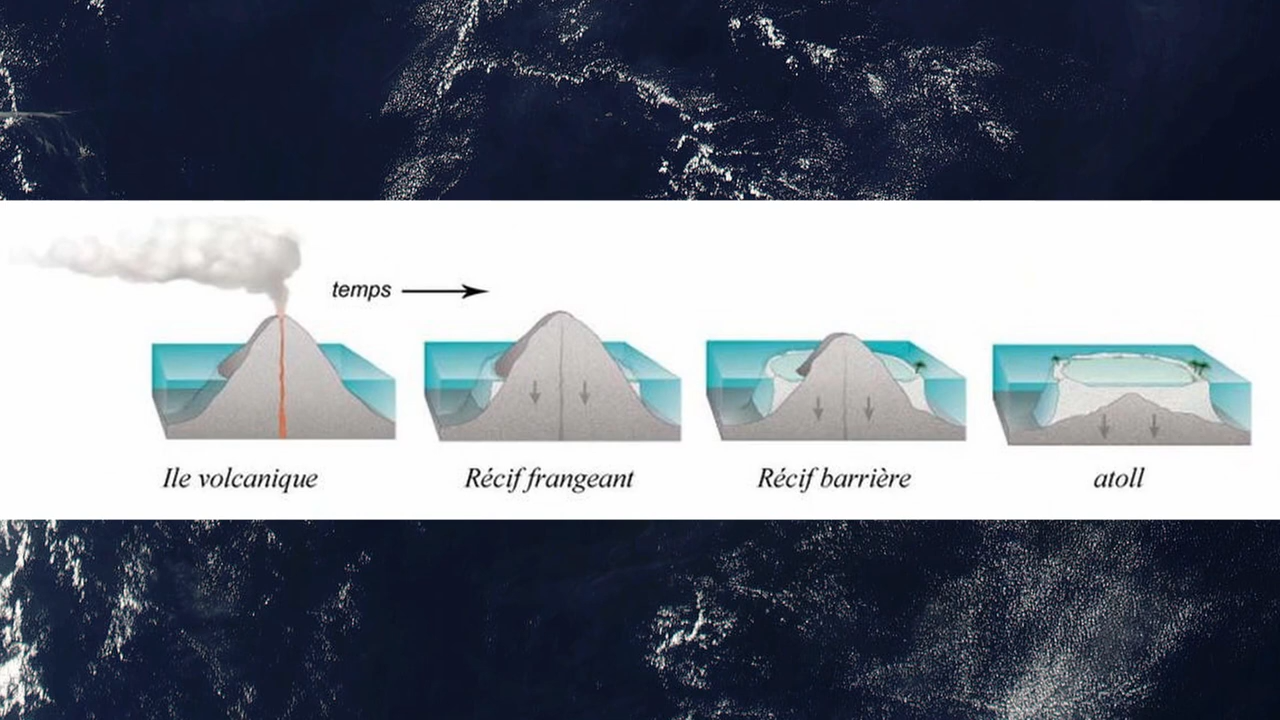 temps
Ile volcanique
Récif frangeant
Récif barrière
atoll